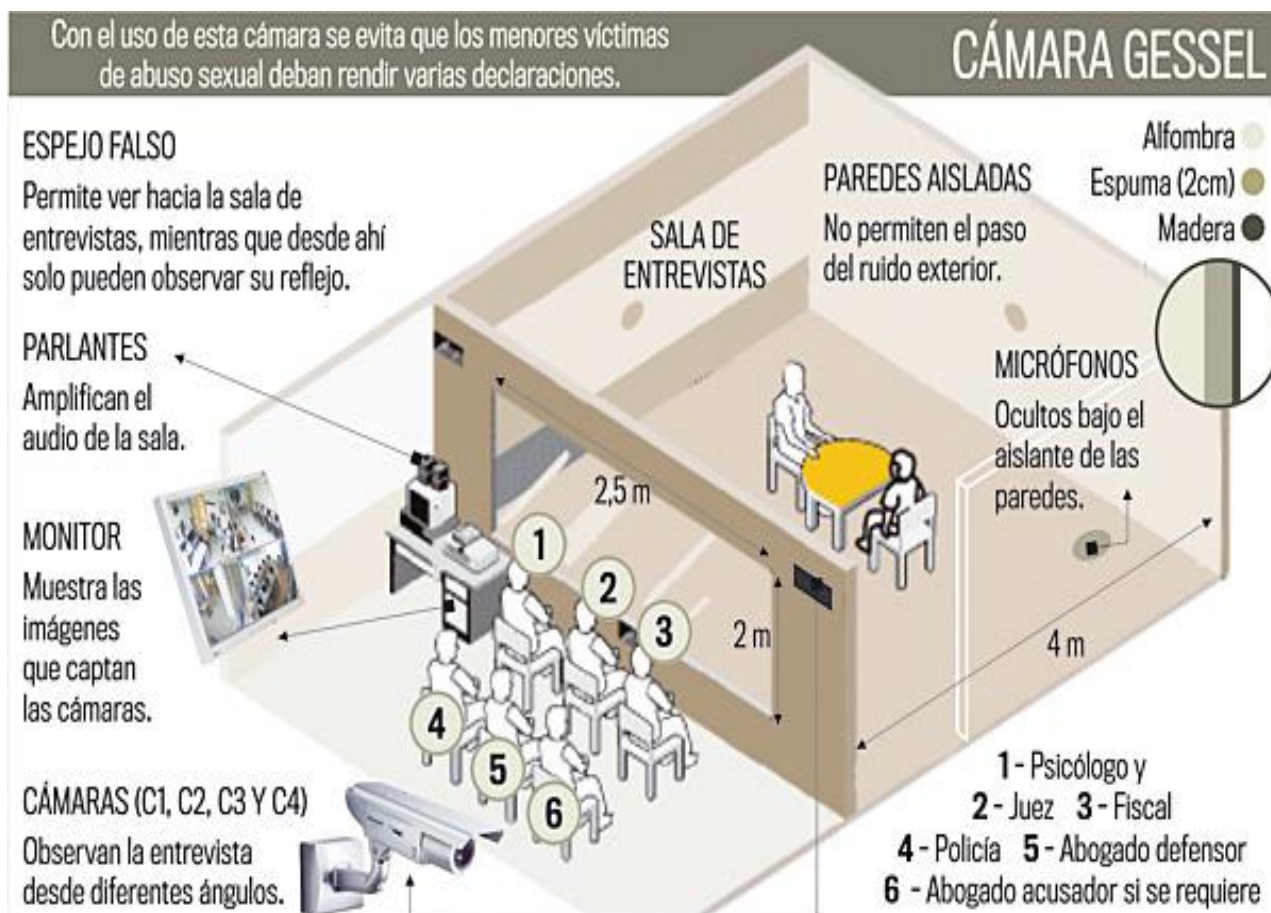 Con el uso de esta cámara se evita que los menores víctimas
de abuso sexual deban rendir varias declaraciones.
CÁMARA GESSEL
ESPEJO FALSO
Permite ver hacia la sala de
entrevistas, mientras que desde ahí
solo pueden observar su reflejo.
PARLANTES
Amplifican el
audio de la sala.
MONITOR
Muestra las
imágenes
que captan
las cámaras.
CÁMARAS (C1, C2, C3 Y C4)
Observan la entrevista
desde diferentes ángulos.
SALA DE
ENTREVISTAS
PAREDES AISLADAS
No permiten el paso
del ruido exterior.
Alfombra
Espuma (2cm)
Madera
MICRÓFONOS
Ocultos bajo el
aislante de las
paredes.
2,5 m
2 m
4 m
1
2
3
4
5
6
1 - Psicólogo y
2 - Juez 3 - Fiscal
4 - Policía 5 - Abogado defensor
6 - Abogado acusador si se requiere